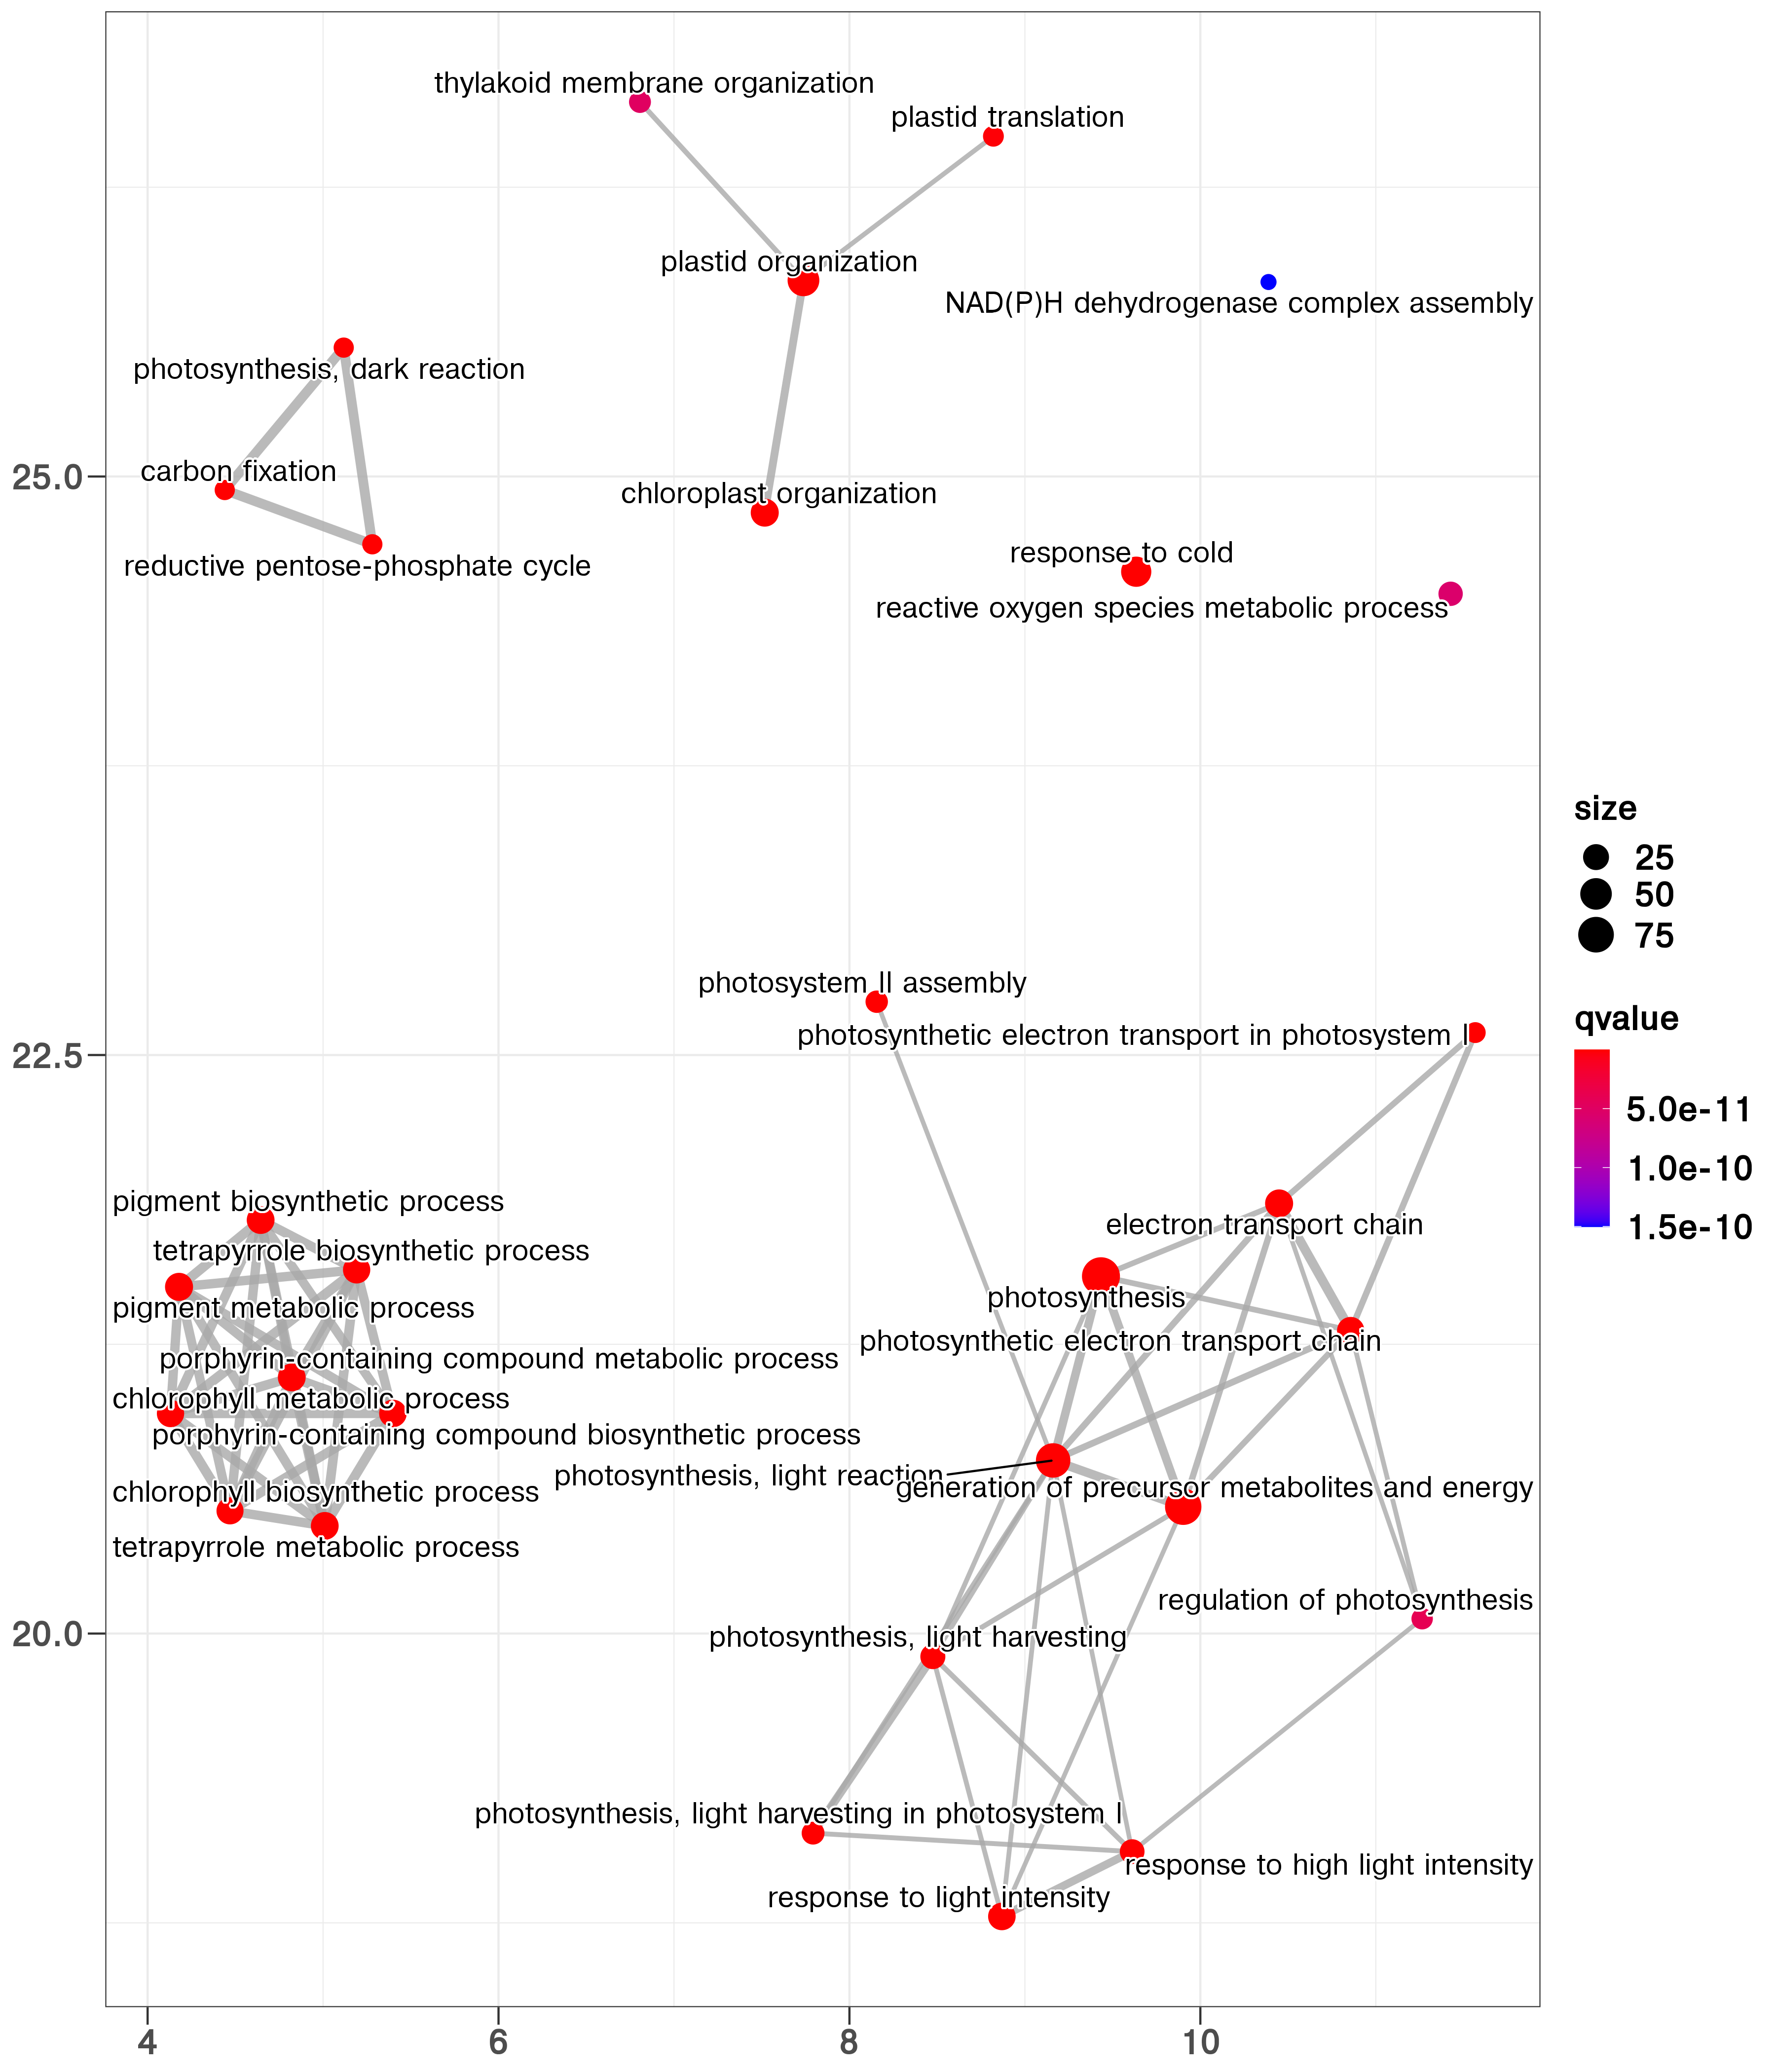 thylakoid membrane organization
plastid translation
plastid organization
NAD(P)H dehydrogenase complex assembly
photosynthesis, dark reaction
carbon fixation
25.0
chloroplast organization
response to cold
reductive pentose-phosphate cycle
reactive oxygen species metabolic process
size
25
50
75
photosystem II assembly
qvalue
photosynthetic electron transport in photosystem I
22.5
5.0e-11
1.0e-10
1.5e-10
pigment biosynthetic process
electron transport chain
tetrapyrrole biosynthetic process
photosynthesis
pigment metabolic process
photosynthetic electron transport chain
porphyrin-containing compound metabolic process
chlorophyll metabolic process
porphyrin-containing compound biosynthetic process
photosynthesis, light reaction
generation of precursor metabolites and energy
chlorophyll biosynthetic process
tetrapyrrole metabolic process
regulation of photosynthesis
20.0
photosynthesis, light harvesting
photosynthesis, light harvesting in photosystem I
response to high light intensity
response to light intensity
4
6
8
10